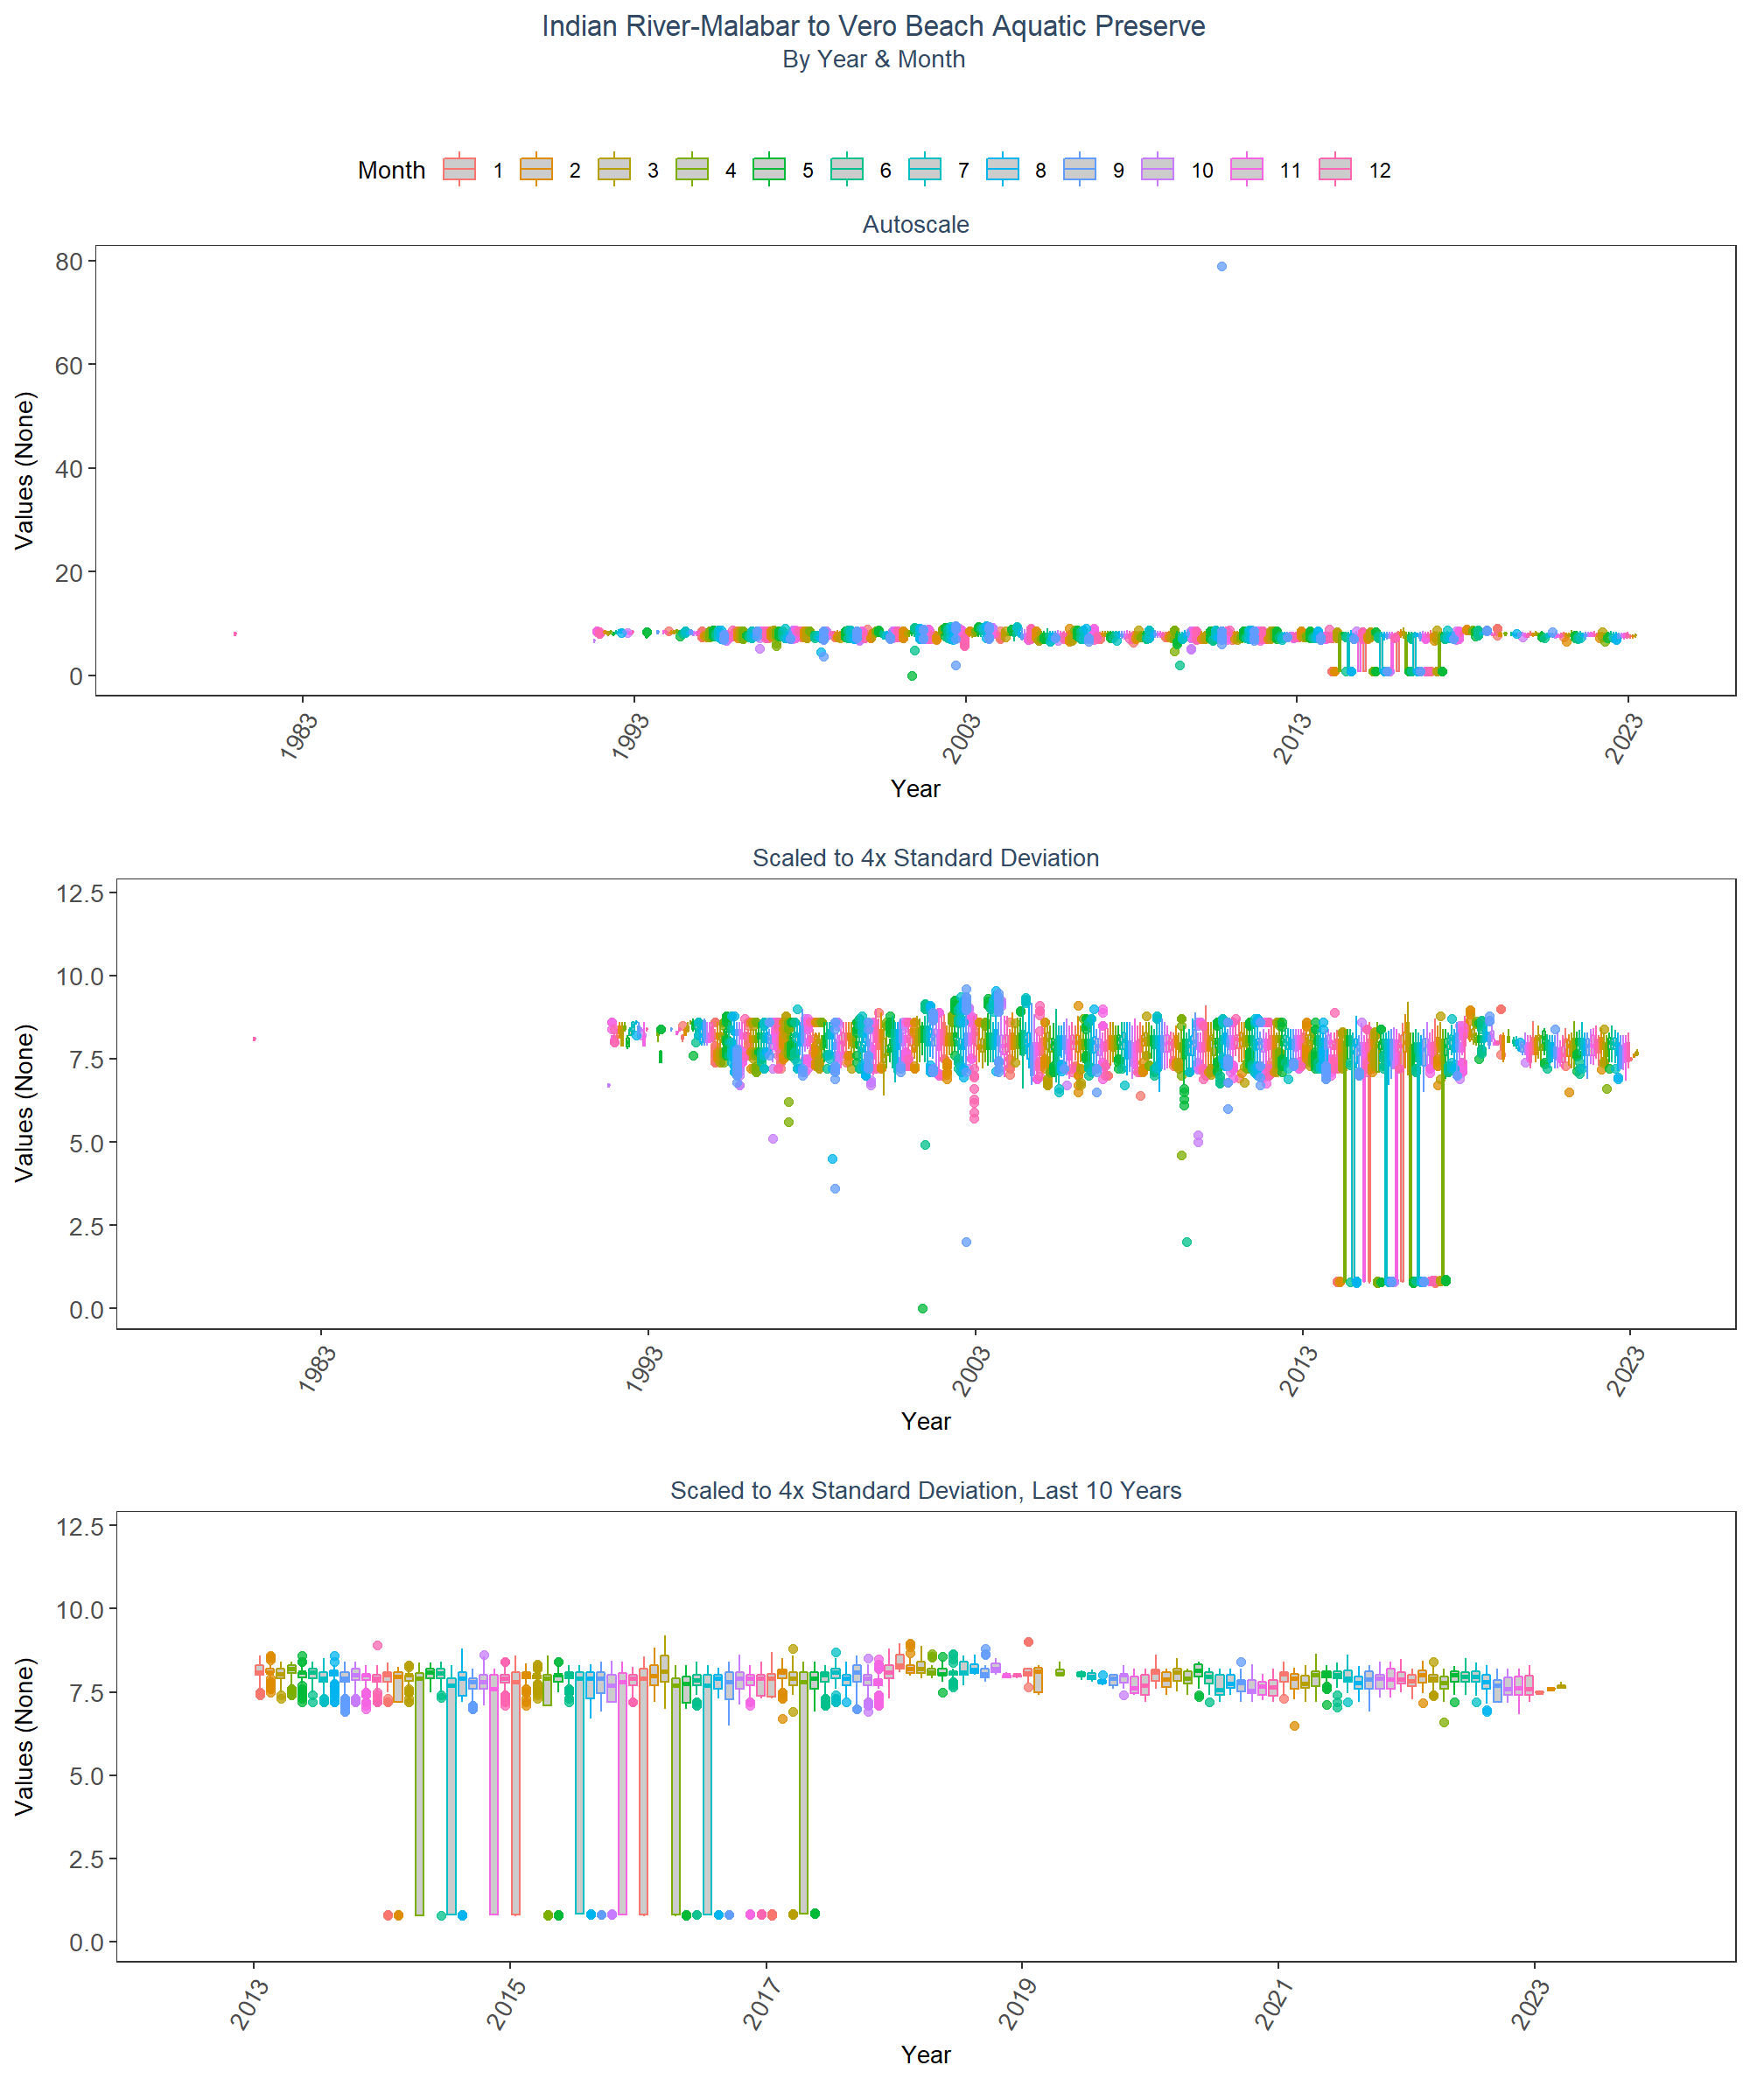 Indian River-Malabar to Vero Beach Aquatic Preserve
By Year & Month
Month 1 2 3 4 5 6 7 8 9 10 11 12
Autoscale
80
60
40
20
0
Values (None)
1983 1993 2003 2013 2023
Year
Scaled to 4x Standard Deviation
12.5
10.0
7.5
5.0
2.5
0.0
Values (None)
1983 1993 2003 2013 2023
Year
Scaled to 4x Standard Deviation, Last 10 Years
12.5
10.0
7.5
5.0
2.5
0.0
Values (None)
2013 2015 2017 2019 2021 2023
Year